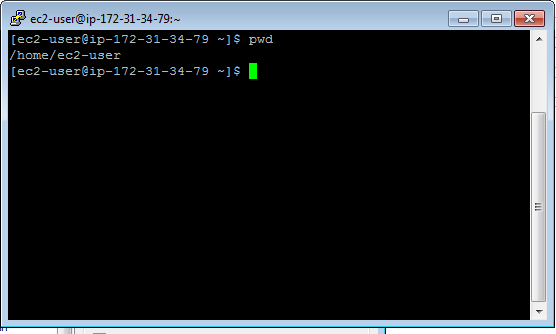 ec2-user@ip-172-31-34-79:~
[ec2-user@ip-172-31-34-79 ~]$ pwd
/home/ec2-user
[ec2-user@ip-172-31-34-79 ~]$